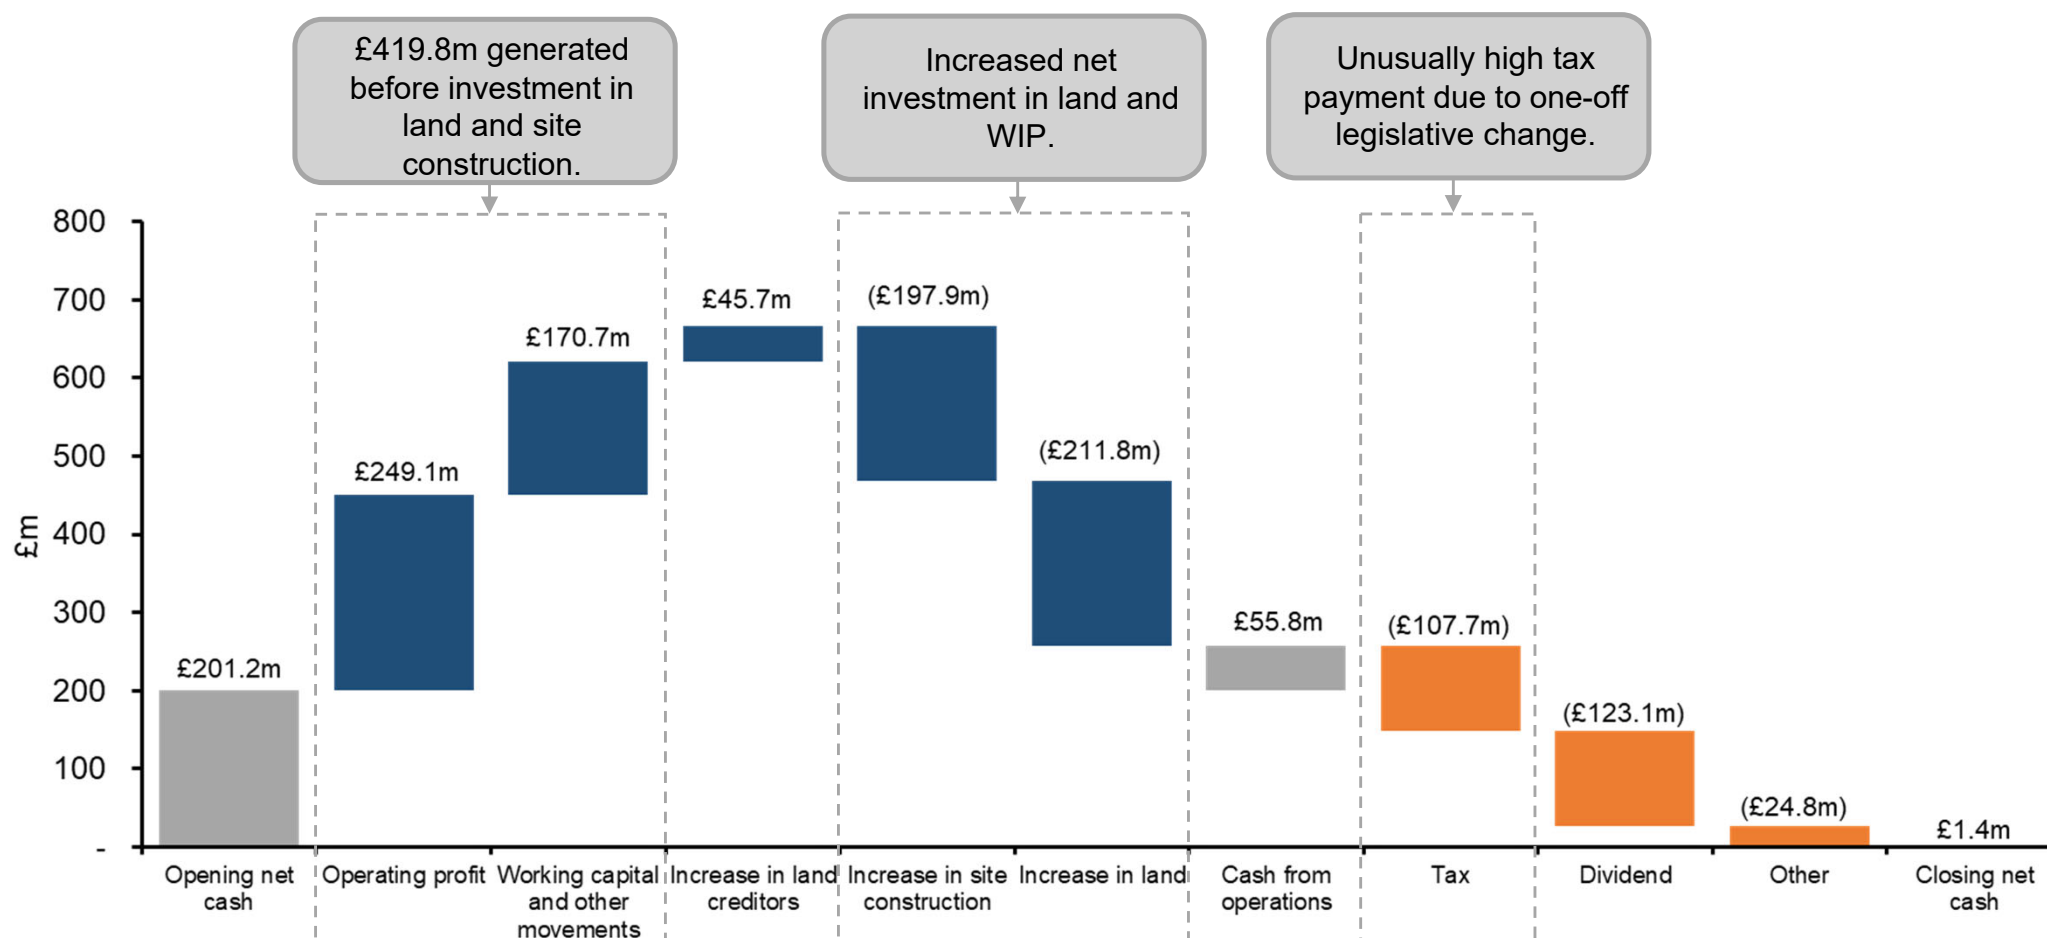 £419.8m generated
before investment in
land and site
construction.
Increased net
investment in land and
WIP.
Unusually high tax
payment due to one-off
legislative change.
£m
800
700
600
500
400
300
200
100
-
£201.2m
£249.1m
£170.7m
£45.7m
(£197.9m)
(£211.8m)
£55.8m
(£107.7m)
(£123.1m)
(£24.8m)
£1.4m
Opening net
cash
Operating profit
Working capital
and other
movements
Increase in land
creditors
Increase in site
construction
Increase in land
Cash from
operations
Tax
Dividend
Other
Closing net
cash